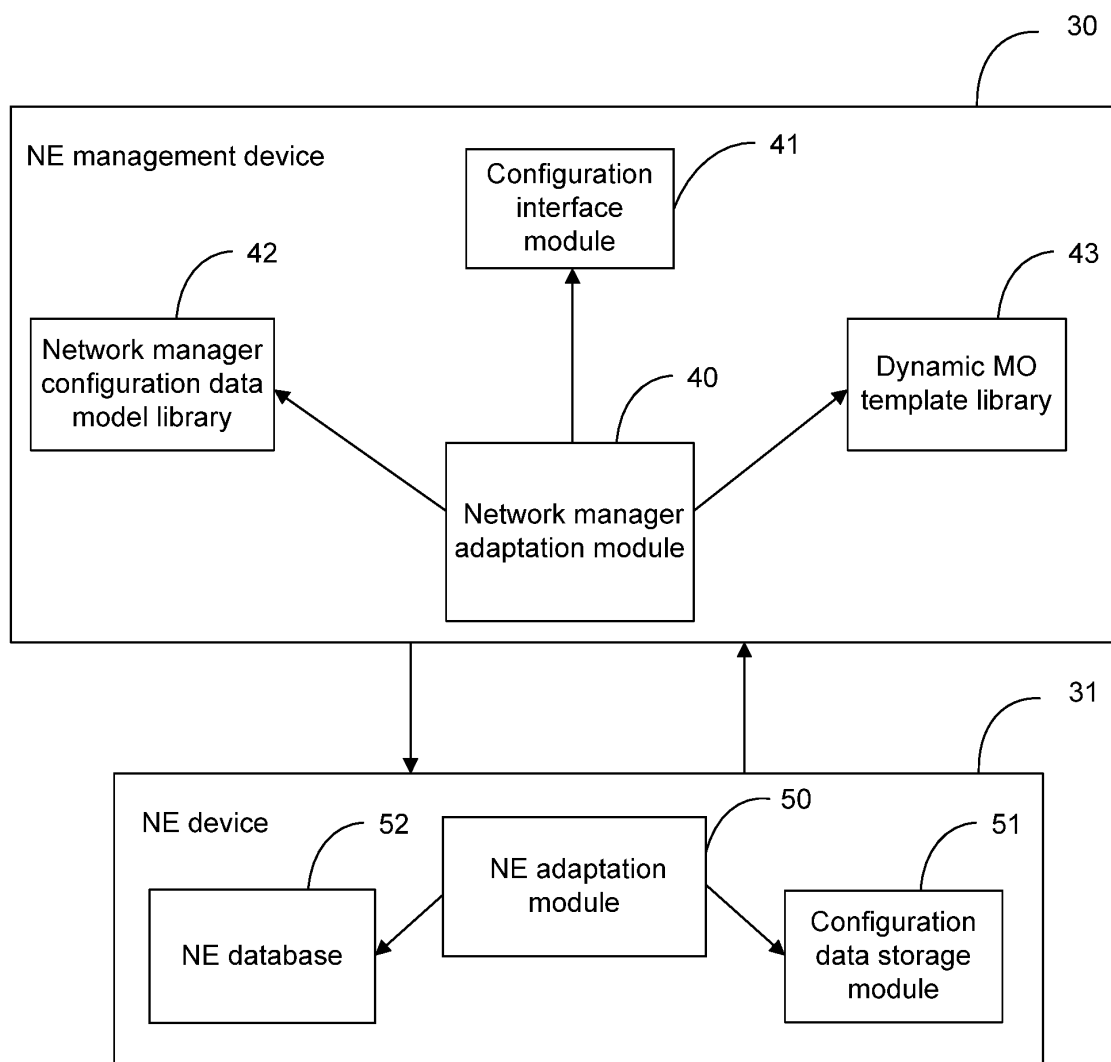 30
NE management device
41
Configuration
interface
module
42
43
Network manager
configuration data
model library
Dynamic MO
template library
40
Network manager
adaptation module
31
NE device
52
50
51
NE adaptation
module
NE database
Configuration
data storage
module